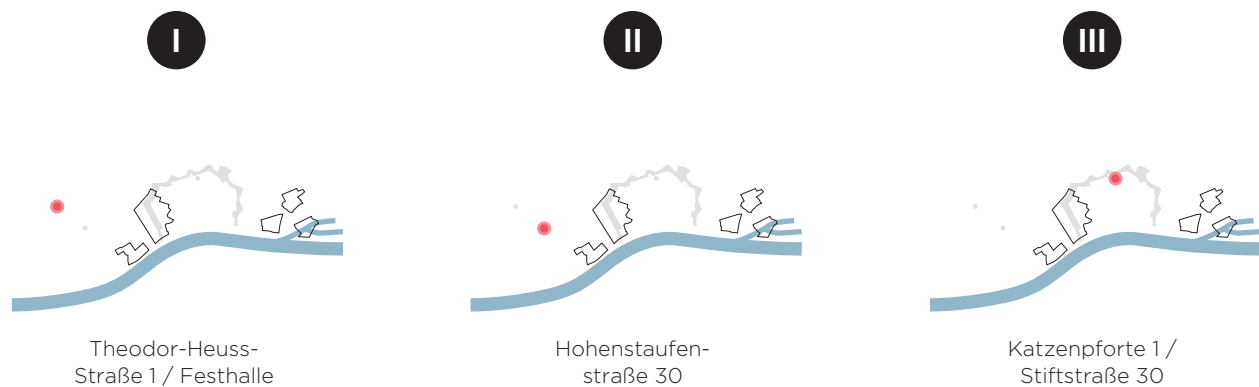 I
II
III
Theodor-Heuss-
Straße 1 / Festhalle
Hohenstaufen-
straße 30
Katzenpforte 1 /
Stiftstraße 30